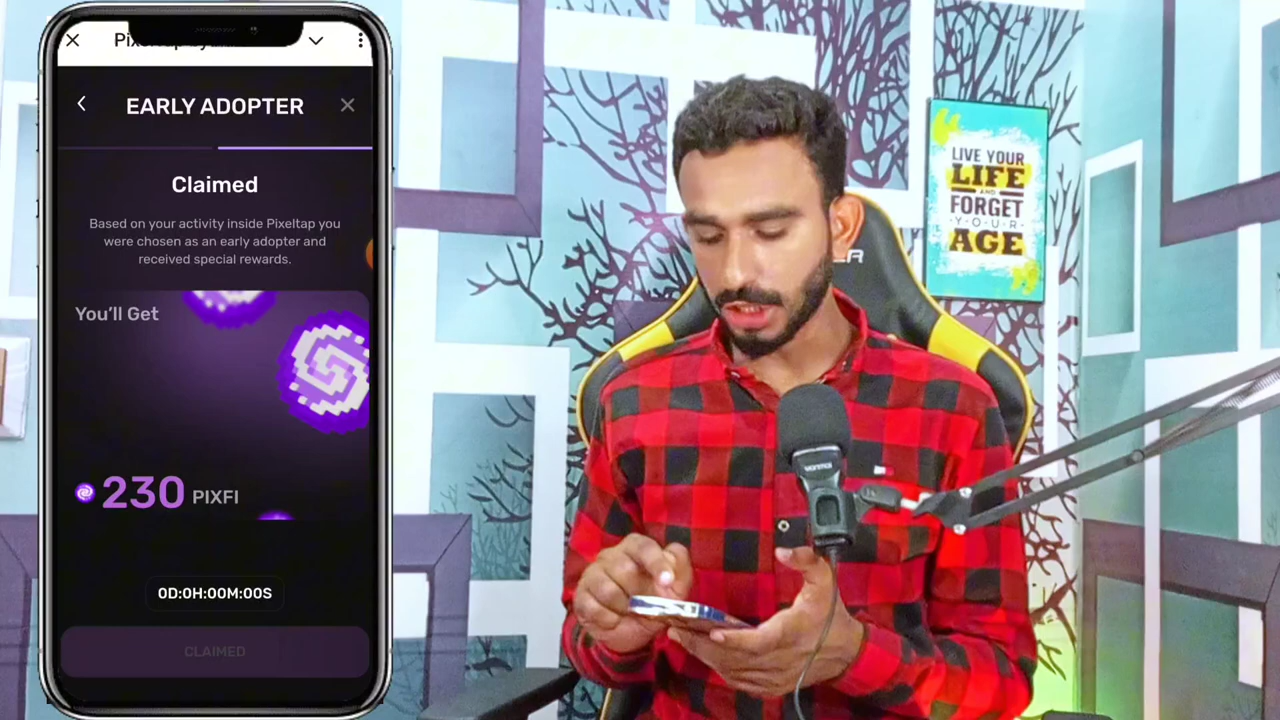 EARLY ADOPTER
Claimed
Based on your activity inside Pixeltap you
were chosen as an early adopter and
received special rewards.
You'll Get
230 PIXFI
0D:0H:00M:00S
CLAIMED
LIVE YOUR
LIFE
AND
FORGET
YOUR
AGE